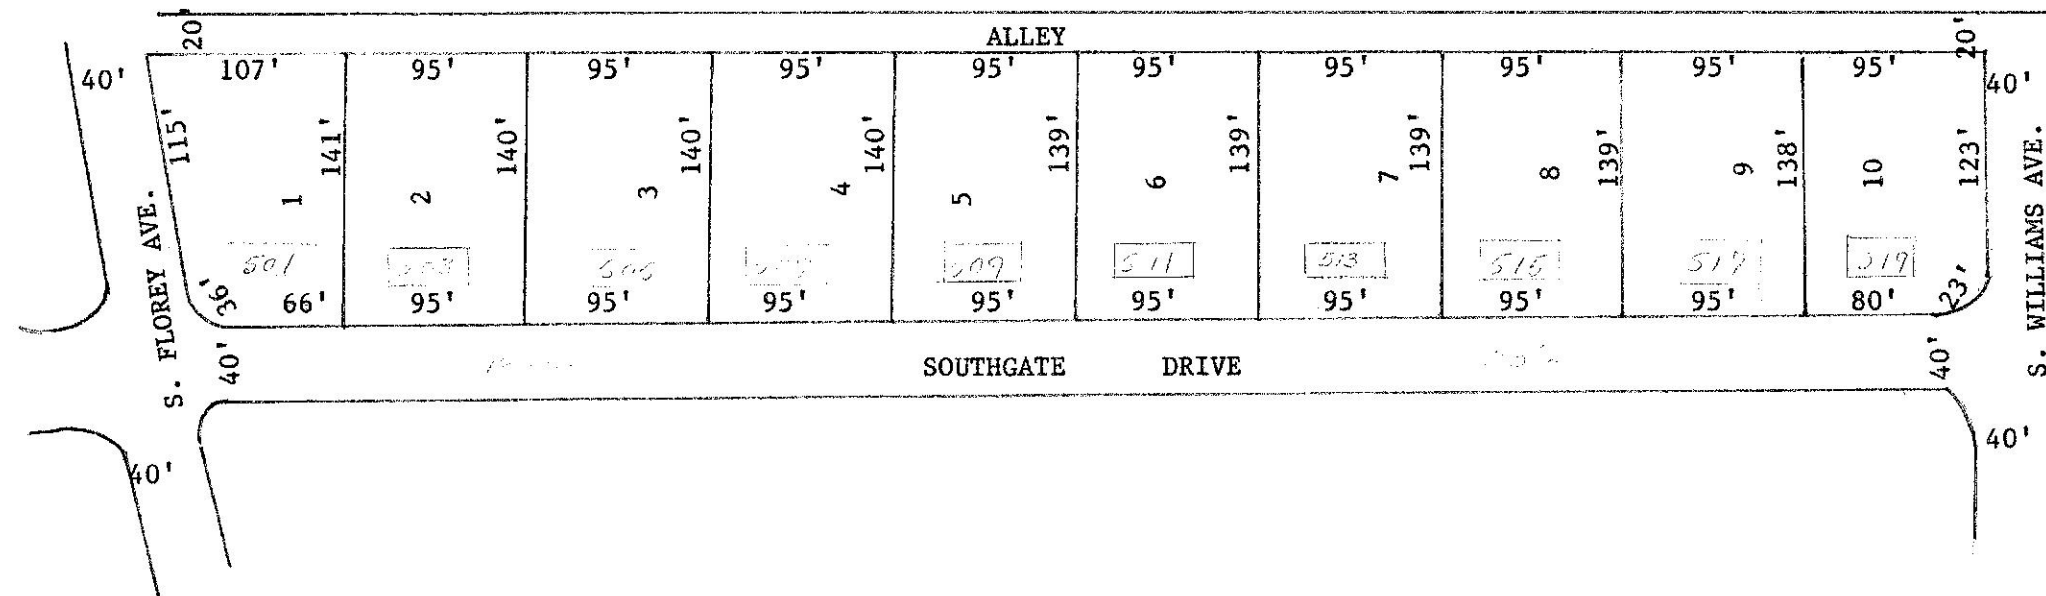 20'
ALLEY
20'
40' 107' 95' 95' 95' 95' 95' 95' 95' 95' 95' 40'
115' 141' 140' 140' 140' 139' 139' 139' 139' 138' 123'
1 2 3 4 5 6 7 8 9 10
501 511 513 515 517
36' 66' 95' 95' 95' 95' 95' 95' 95' 95' 80' 23'
S. FLOREY AVE.
S. WILLIAMS AVE.
40' SOUTHGATE DRIVE 40'
40' 40'